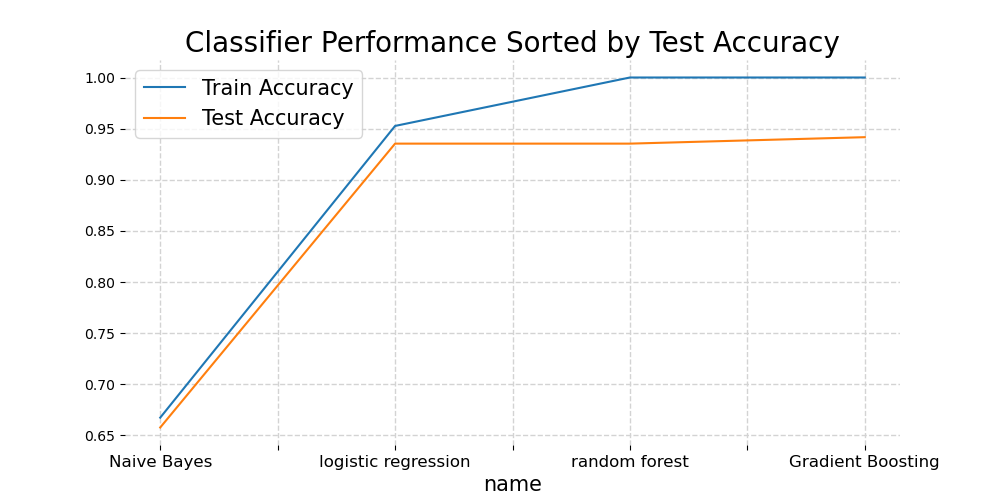 Classifier Performance Sorted by Test Accuracy
Train Accuracy
Test Accuracy
1.00
0.95
0.90
0.85
0.80
0.75
0.70
0.65
Naive Bayes
logistic regression
random forest
Gradient Boosting
name